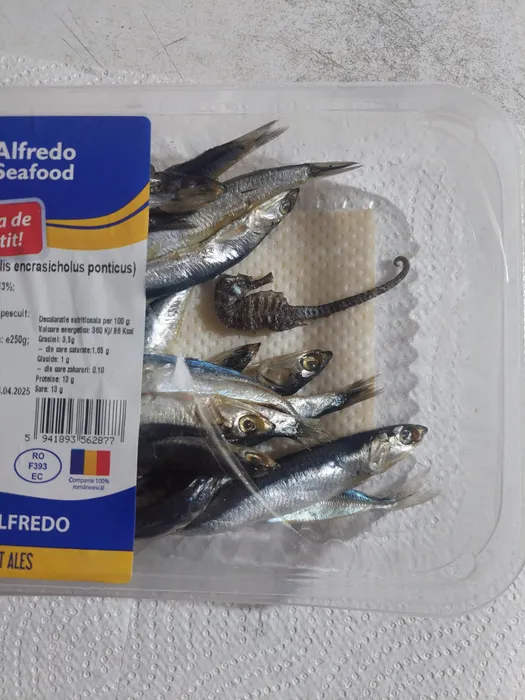 Alfredo
Seafood
a de
tit!
lis encrasicholus ponticus)
3%:
Declaratie nutritionala per 100 g:
pescuit:
Valoare energetica: 360 Kj/ 86 Kcal
Grasimi: 3,5g
: e250g;
- din care saturate:1,65 g
Glucide: 1 g
- din care zaharuri: 0.10
Proteine: 13 g
.04.2025
Sare: 13 g
5 941893 562877
RO
F393
EC
Companie 100%
românească!
LFREDO
T ALES